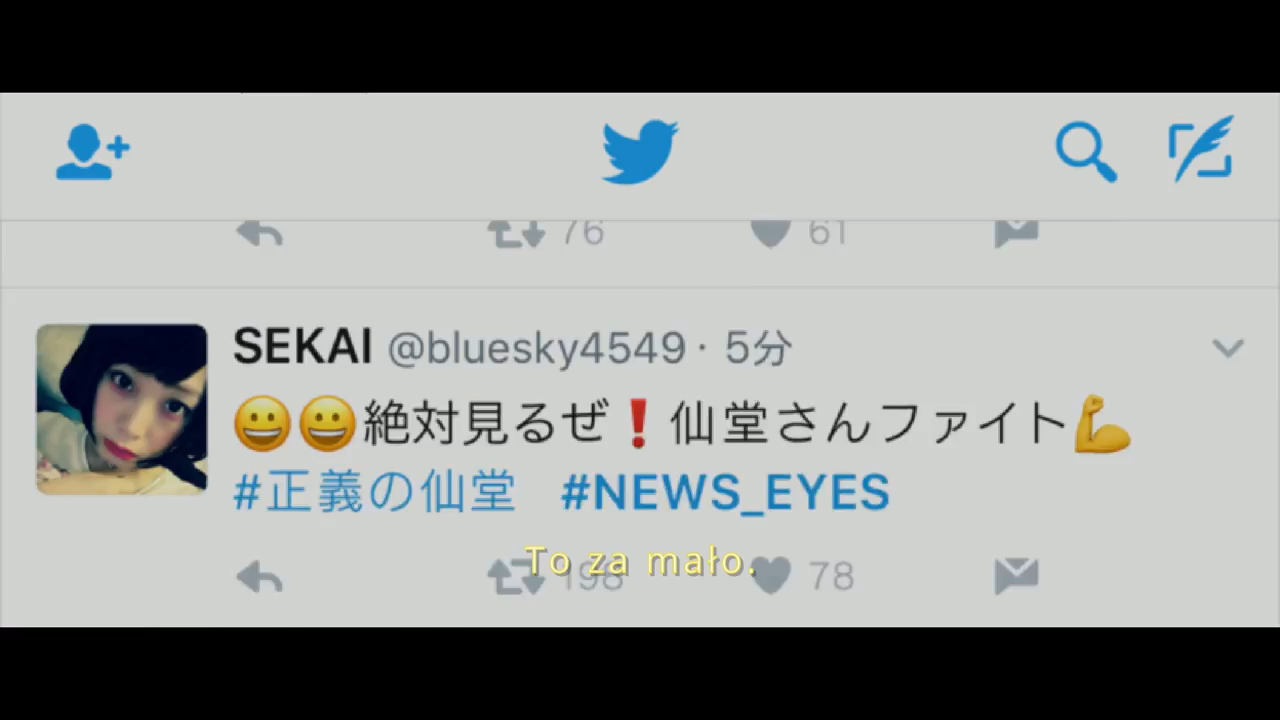 76 61
SEKAI @bluesky4549 · 5分
😀😀絶対見るぜ❗仙堂さんファイト💪
#正義の仙堂 #NEWS_EYES
To za mało.
198 78